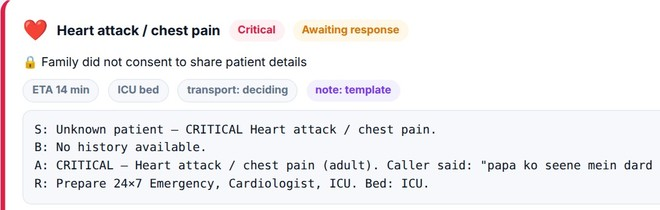 Heart attack / chest pain Critical Awaiting response
Family did not consent to share patient details
ETA 14 min ICU bed transport: deciding note: template
S: Unknown patient — CRITICAL Heart attack / chest pain.
B: No history available.
A: CRITICAL — Heart attack / chest pain (adult). Caller said: "papa ko seene mein dard
R: Prepare 24×7 Emergency, Cardiologist, ICU. Bed: ICU.